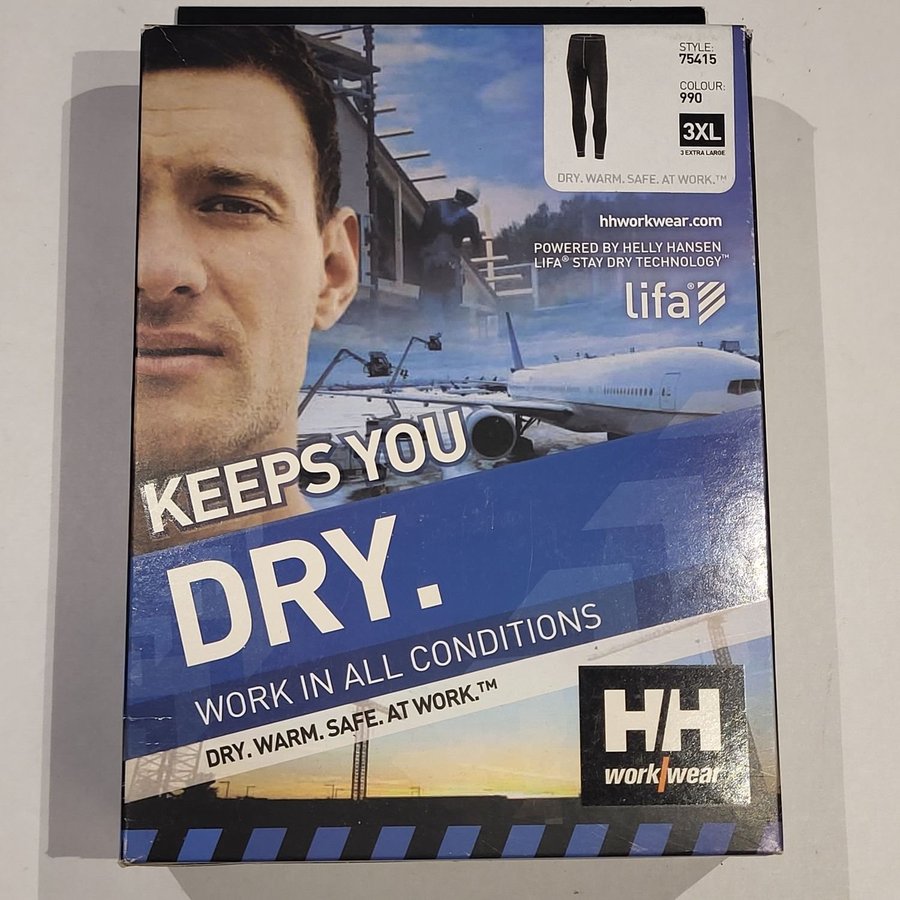 STYLE:
75415
COLOUR:
990
3XL
3 EXTRA LARGE
DRY. WARM. SAFE. AT WORK.™
hhworkwear.com
POWERED BY HELLY HANSEN
LIFA® STAY DRY TECHNOLOGY™
lifa®
KEEPS YOU
DRY.
WORK IN ALL CONDITIONS
DRY. WARM. SAFE. AT WORK.™
H/H
work/wear